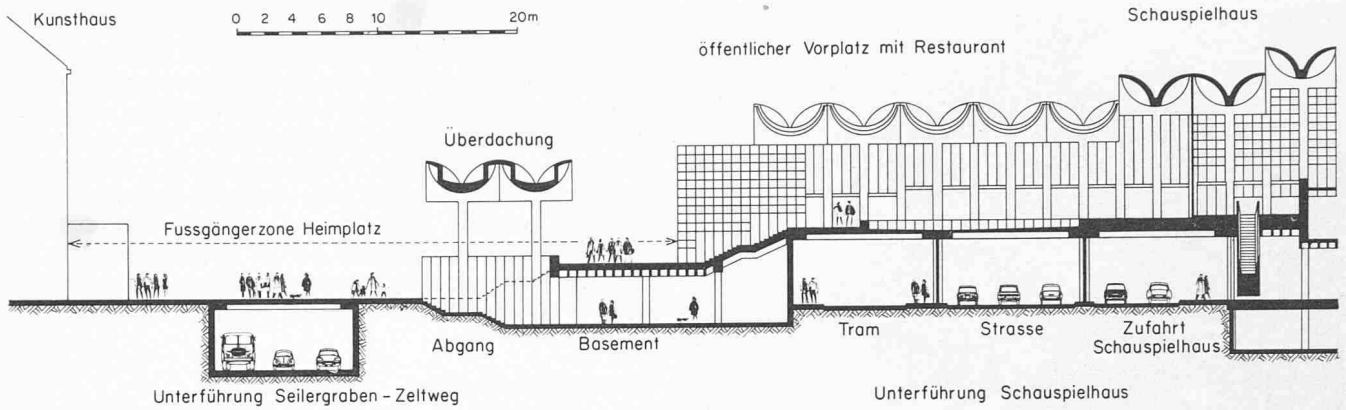 Kunsthaus
0 2 4 6 8 10 20m
Schauspielhaus
öffentlicher Vorplatz mit Restaurant
Überdachung
Fussgängerzone Heimplatz
Abgang
Basement
Tram
Strasse
Zufahrt
Schauspielhaus
Unterführung Seilergraben - Zeltweg
Unterführung Schauspielhaus